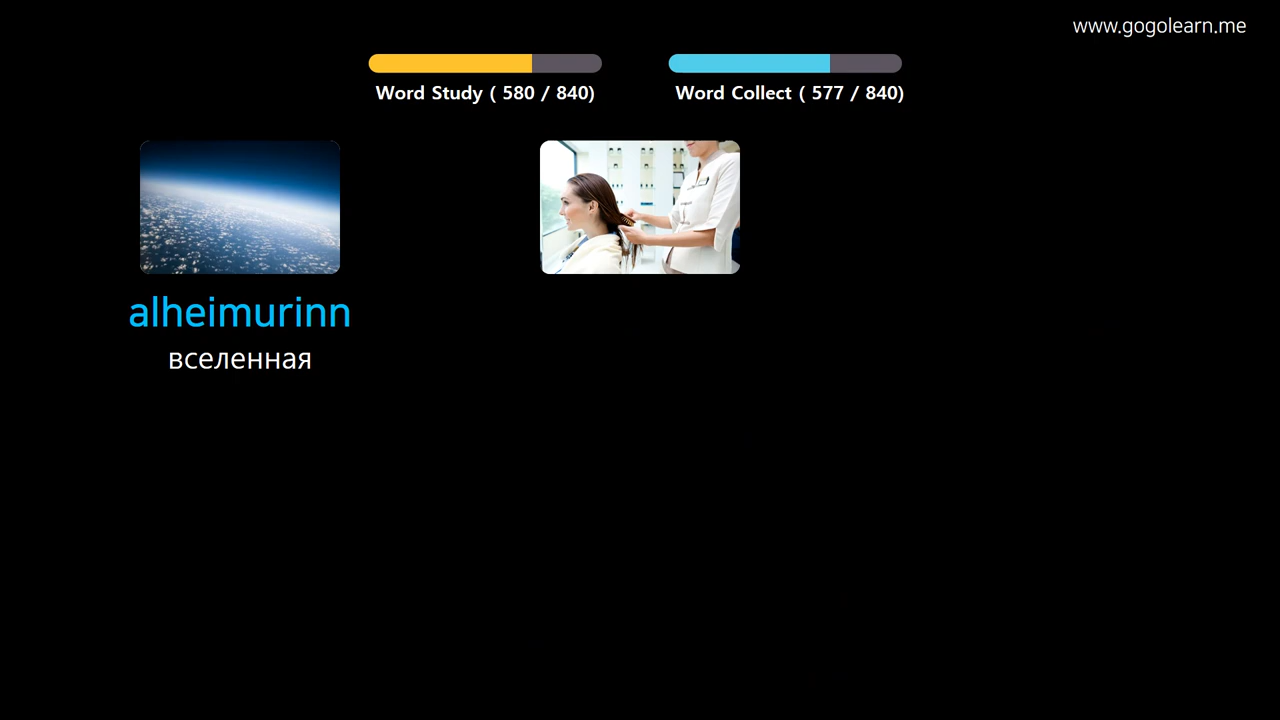 www.gogolearn.me
Word Study ( 580 / 840)
Word Collect ( 577 / 840)
alheimurinn
вселенная